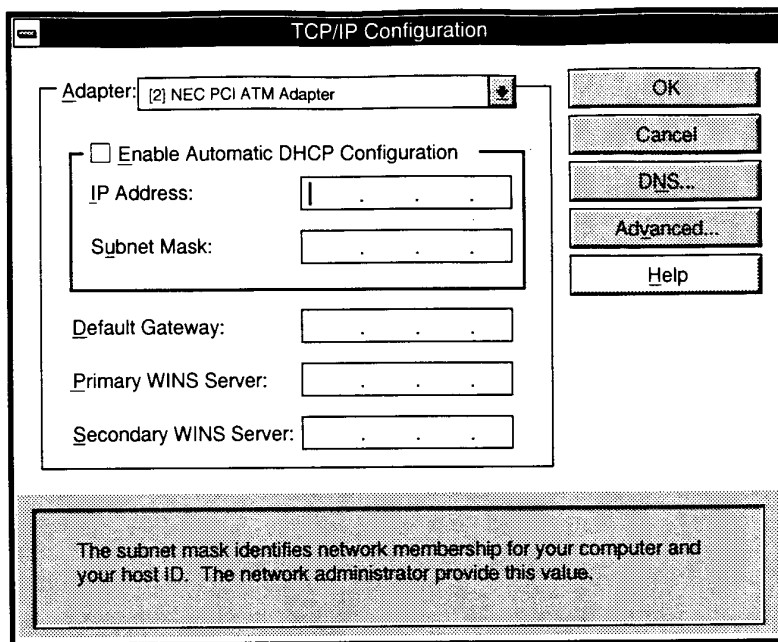 TCP/IP Configuration
Adapter: [2] NEC PCI ATM Adapter
Enable Automatic DHCP Configuration
IP Address:
Subnet Mask:
Default Gateway:
Primary WINS Server:
Secondary WINS Server:
OK
Cancel
DNS...
Advanced...
Help
The subnet mask identifies network membership for your computer and
your host ID. The network administrator provide this value.